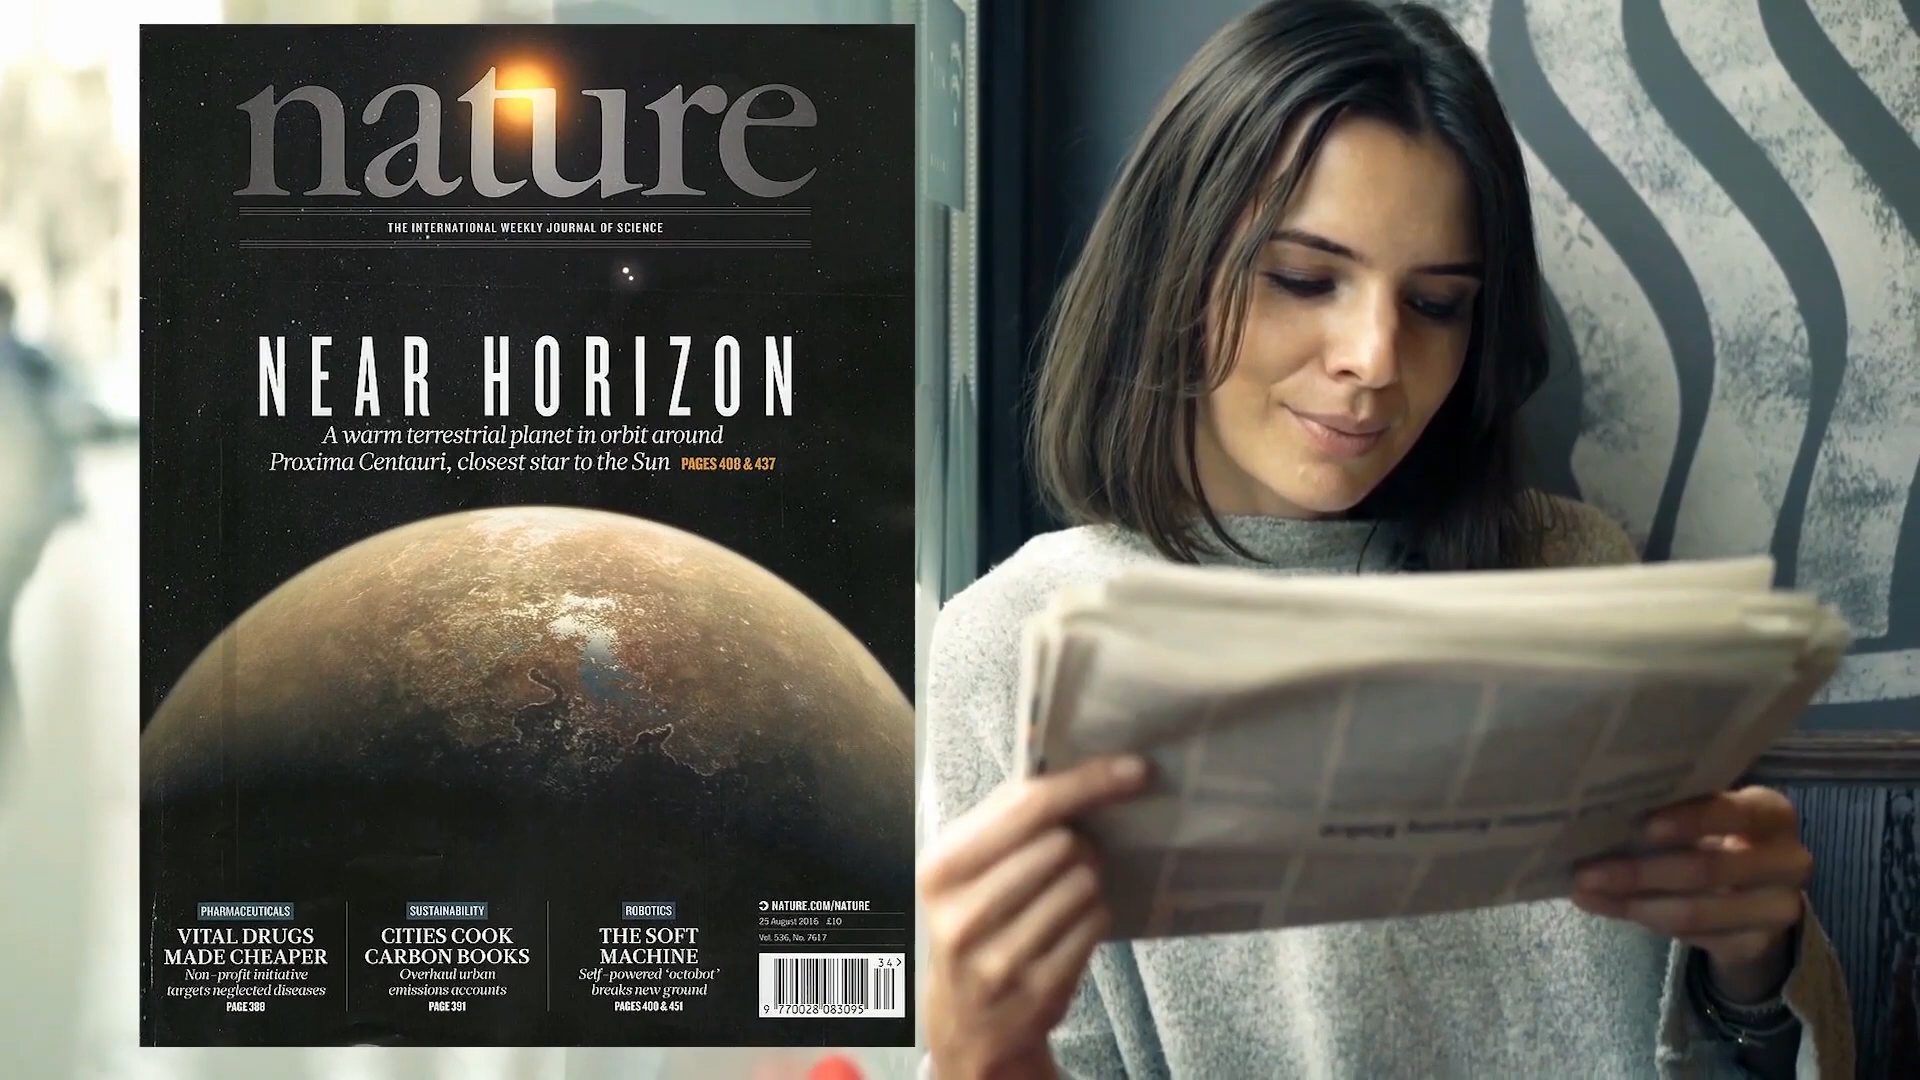 nature
THE INTERNATIONAL WEEKLY JOURNAL OF SCIENCE
NEAR HORIZON
A warm terrestrial planet in orbit around
Proxima Centauri, closest star to the Sun PAGES 408 & 437
PHARMACEUTICALS
VITAL DRUGS
MADE CHEAPER
Non-profit initiative
targets neglected diseases
PAGE 388
SUSTAINABILITY
CITIES COOK
CARBON BOOKS
Overhaul urban
emissions accounts
PAGE 391
ROBOTICS
THE SOFT
MACHINE
Self-powered ‘octobot’
breaks new ground
PAGES 400 & 451
NATURE.COM/NATURE
25 August 2016 £10
Vol. 536, No. 7617
34>
9 770028 083095